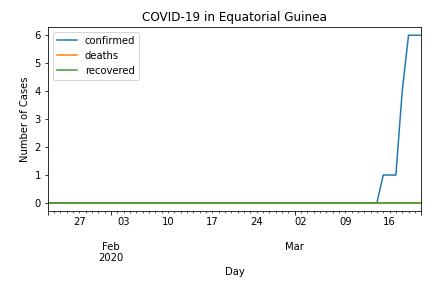 COVID-19 in Equatorial Guinea
6
5
4
3
2
1
0
Number of Cases
confirmed
deaths
recovered
27 03 10 17 24 02 09 16
Feb Mar
2020
Day